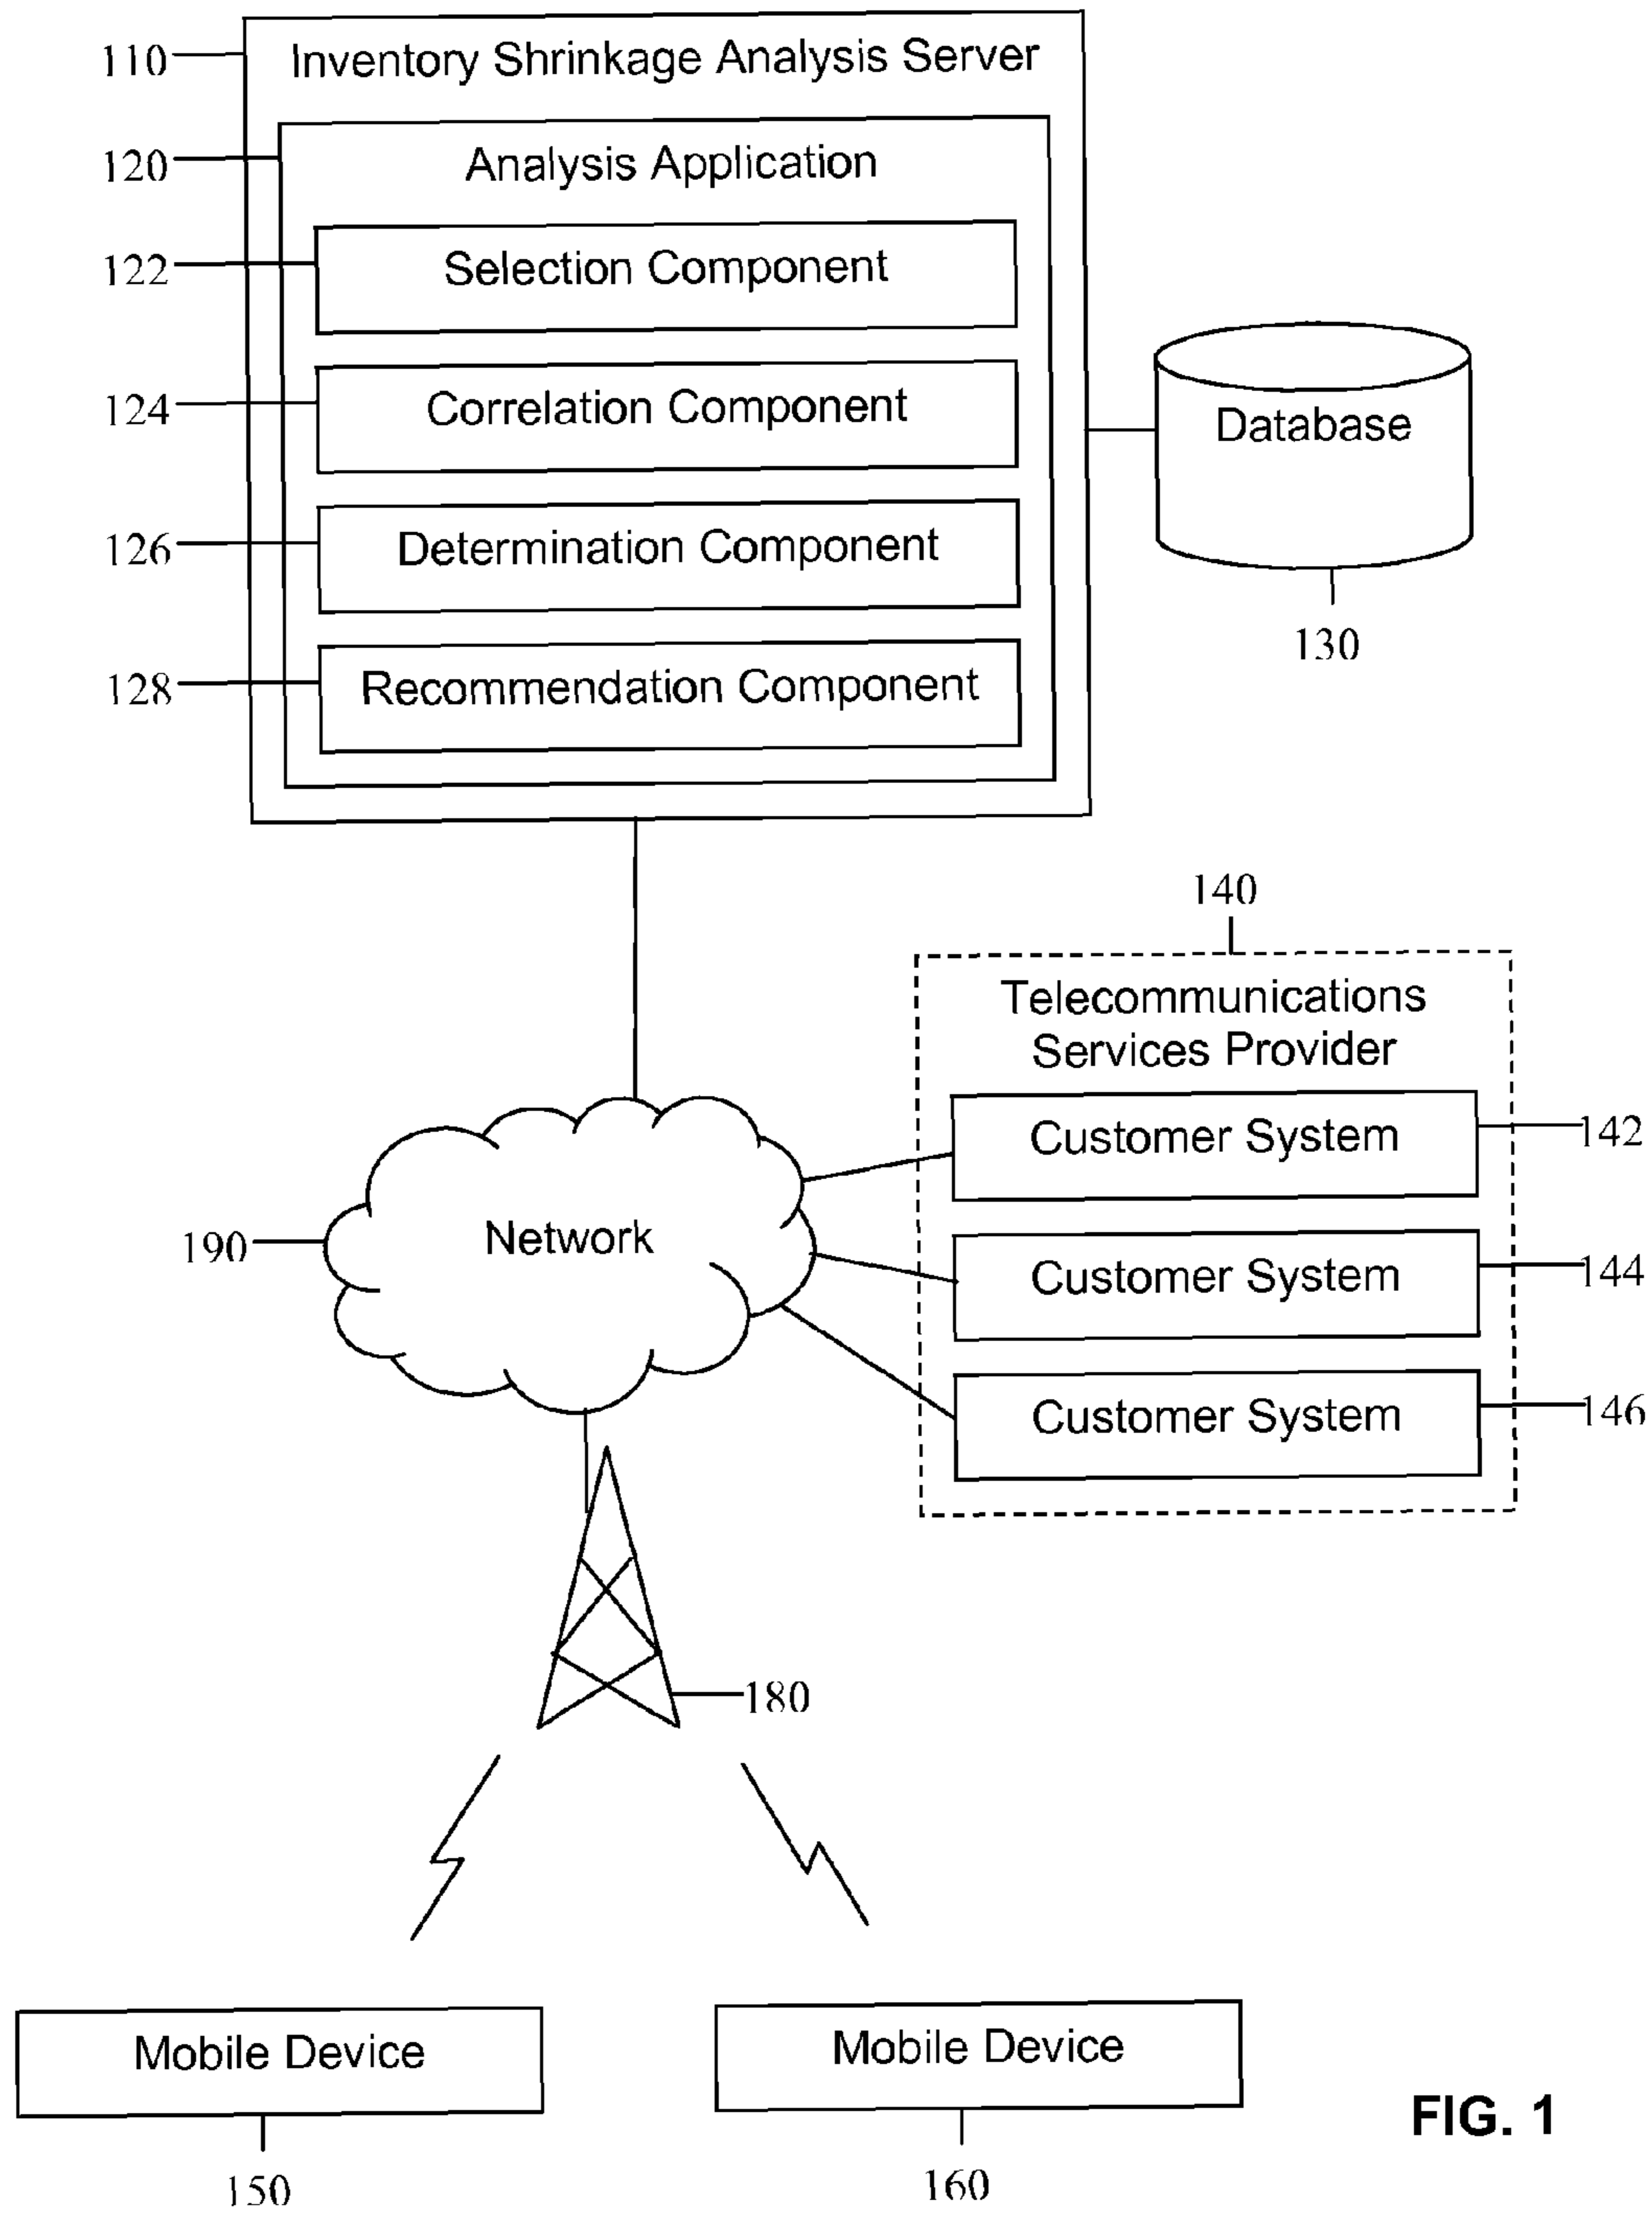 110 Inventory Shrinkage Analysis Server
120 Analysis Application
122 Selection Component
124 Correlation Component
Database
126 Determination Component
130
128 Recommendation Component
140
Telecommunications
Services Provider
Customer System 142
190 Network
Customer System 144
Customer System 146
180
Mobile Device
Mobile Device
150
160
FIG. 1